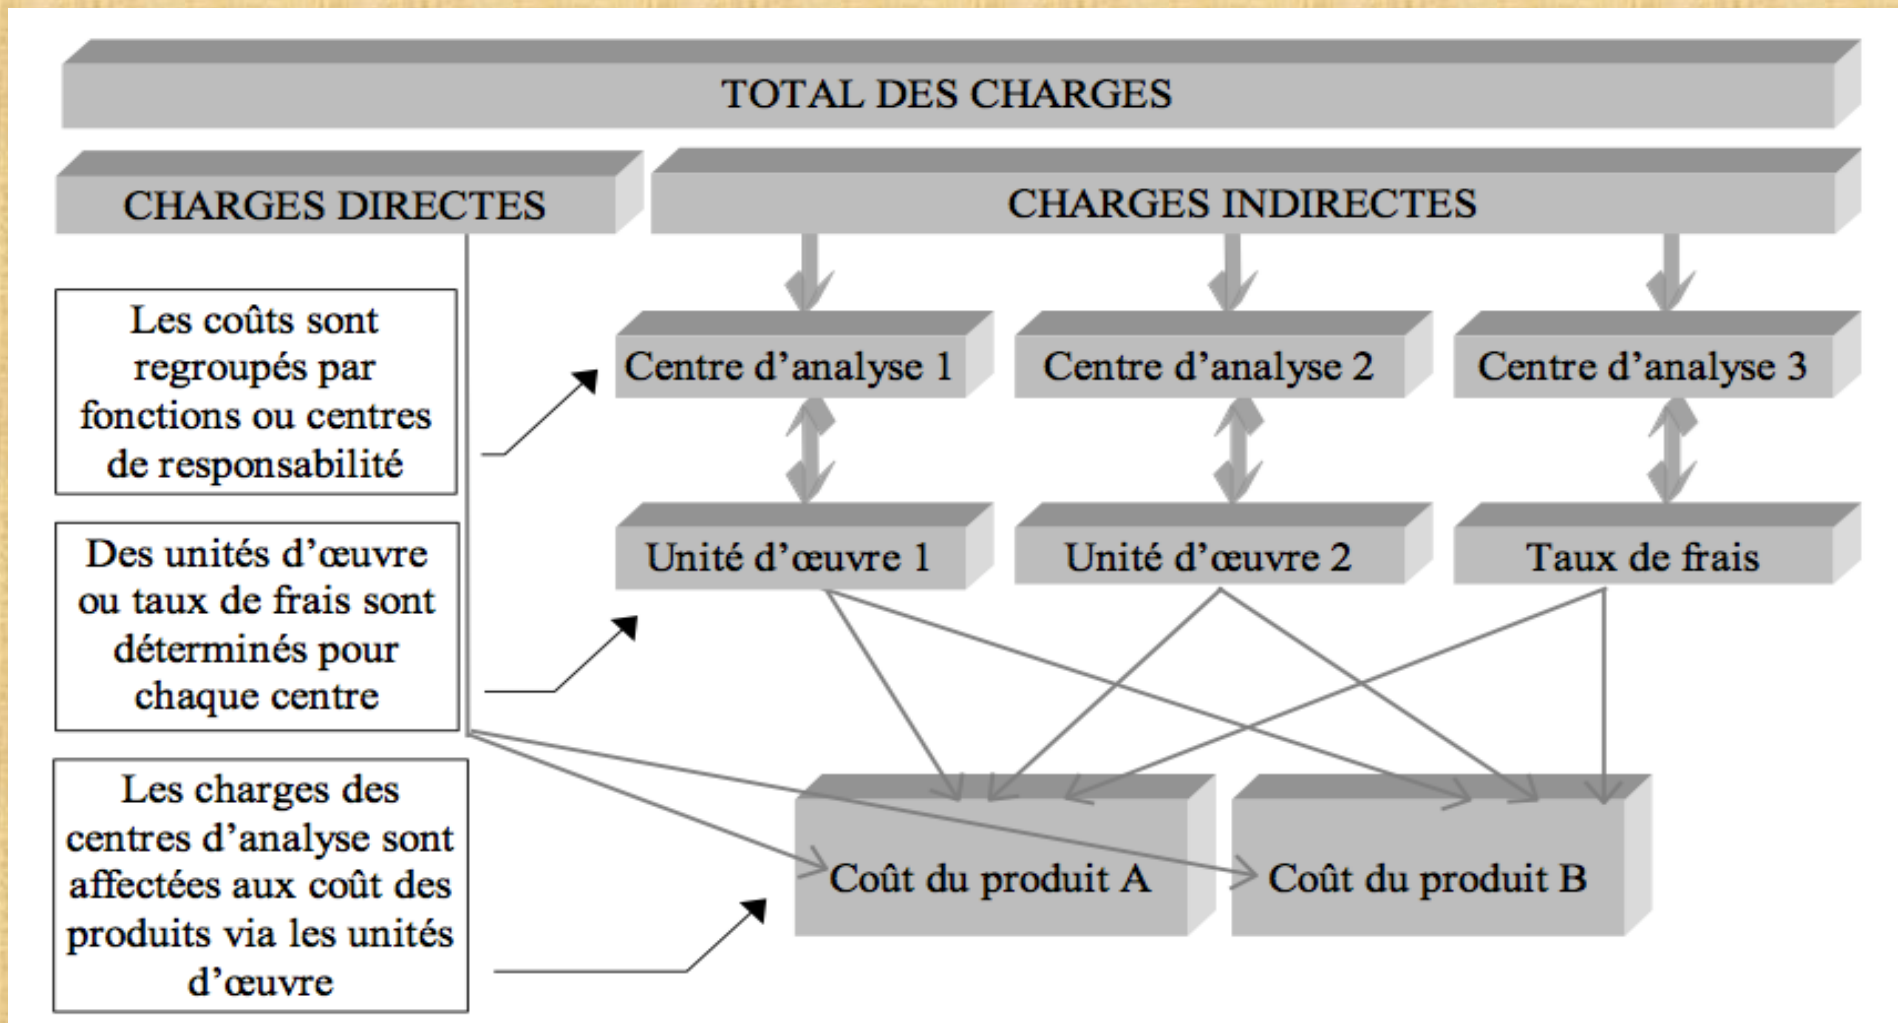 TOTAL DES CHARGES
CHARGES DIRECTES
CHARGES INDIRECTES
Les coûts sont
regroupés par
fonctions ou centres
de responsabilité
Centre d’analyse 1
Centre d’analyse 2
Centre d’analyse 3
Des unités d’œuvre
ou taux de frais sont
déterminés pour
chaque centre
Unité d’œuvre 1
Unité d’œuvre 2
Taux de frais
Les charges des
centres d’analyse sont
affectées aux coût des
produits via les unités
d’œuvre
Coût du produit A
Coût du produit B